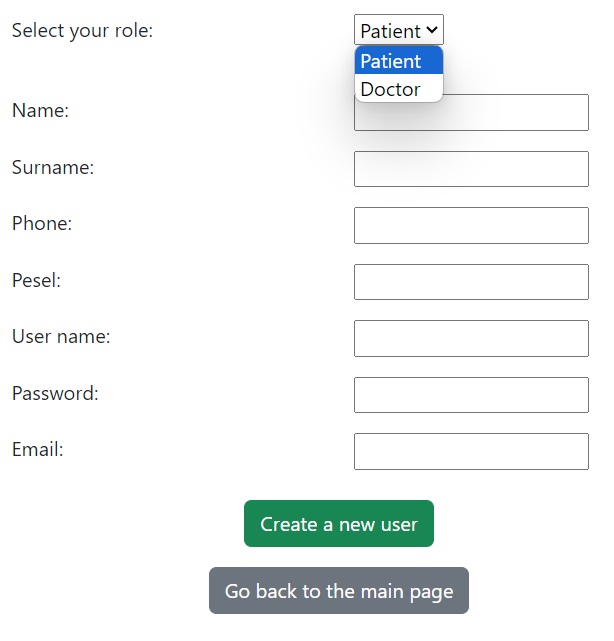 Select your role: Patient
Patient
Doctor
Name:
Surname:
Phone:
Pesel:
User name:
Password:
Email:
Create a new user
Go back to the main page